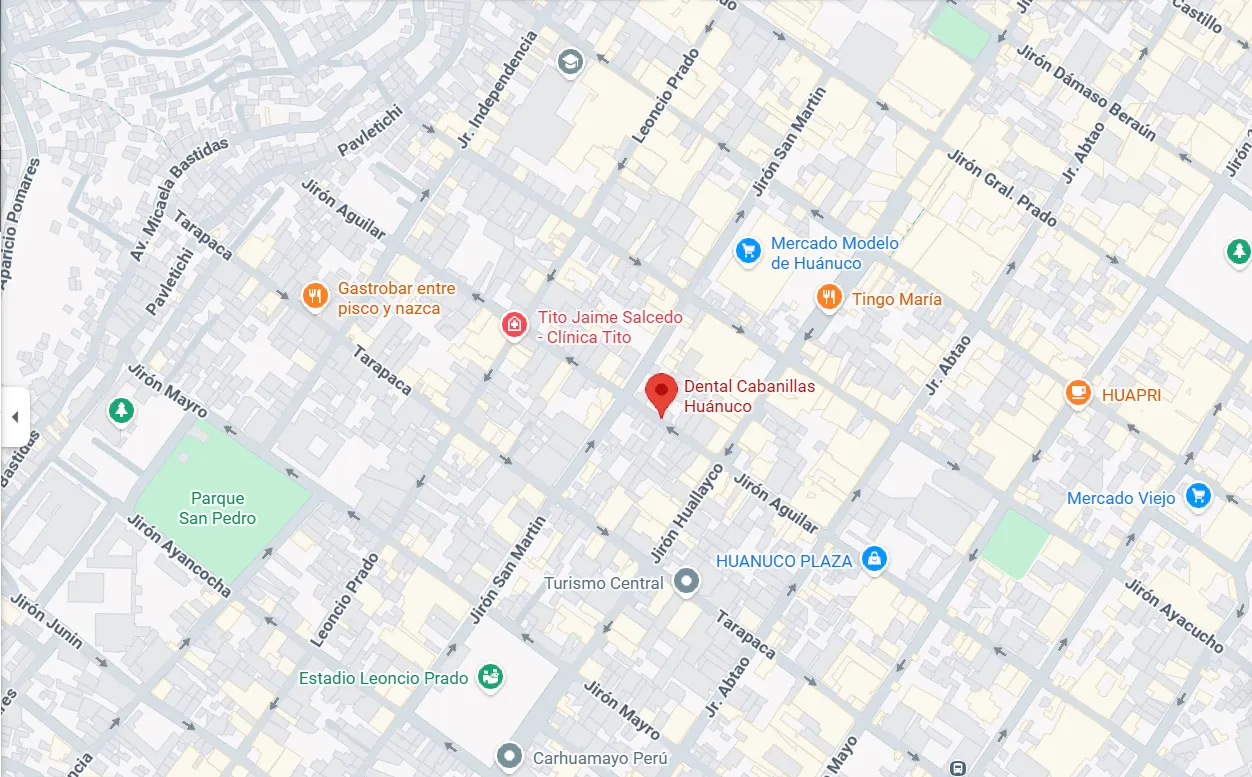 Castillo
Jirón Dámaso Beraún
Jr. Independencia
Leoncio Prado
Jirón San Martin
Jr. Abtao
Jirón
Pavletichi
Av. Micaela Bastidas
Aparicio Pomares
Jirón Gral. Prado
Jirón Aguilar
Tarapaca
Pavletichi
Mercado Modelo
de Huánuco
Gastrobar entre
pisco y nazca
Tingo María
Tito Jaime Salcedo
- Clínica Tito
Tarapaca
Jr. Abtao
Jirón Mayro
Dental Cabanillas
Huánuco
HUAPRI
Bastidas
Parque
San Pedro
Jirón Huallayco
Jirón Aguilar
Mercado Viejo
Jirón Ayancocha
HUANUCO PLAZA
Jirón San Martin
Turismo Central
Leoncio Prado
Jirón Junin
Jirón Ayacucho
Tarapaca
Estadio Leoncio Prado
Jr. Abtao
Jirón Mayro
Carhuamayo Perú
Mayo